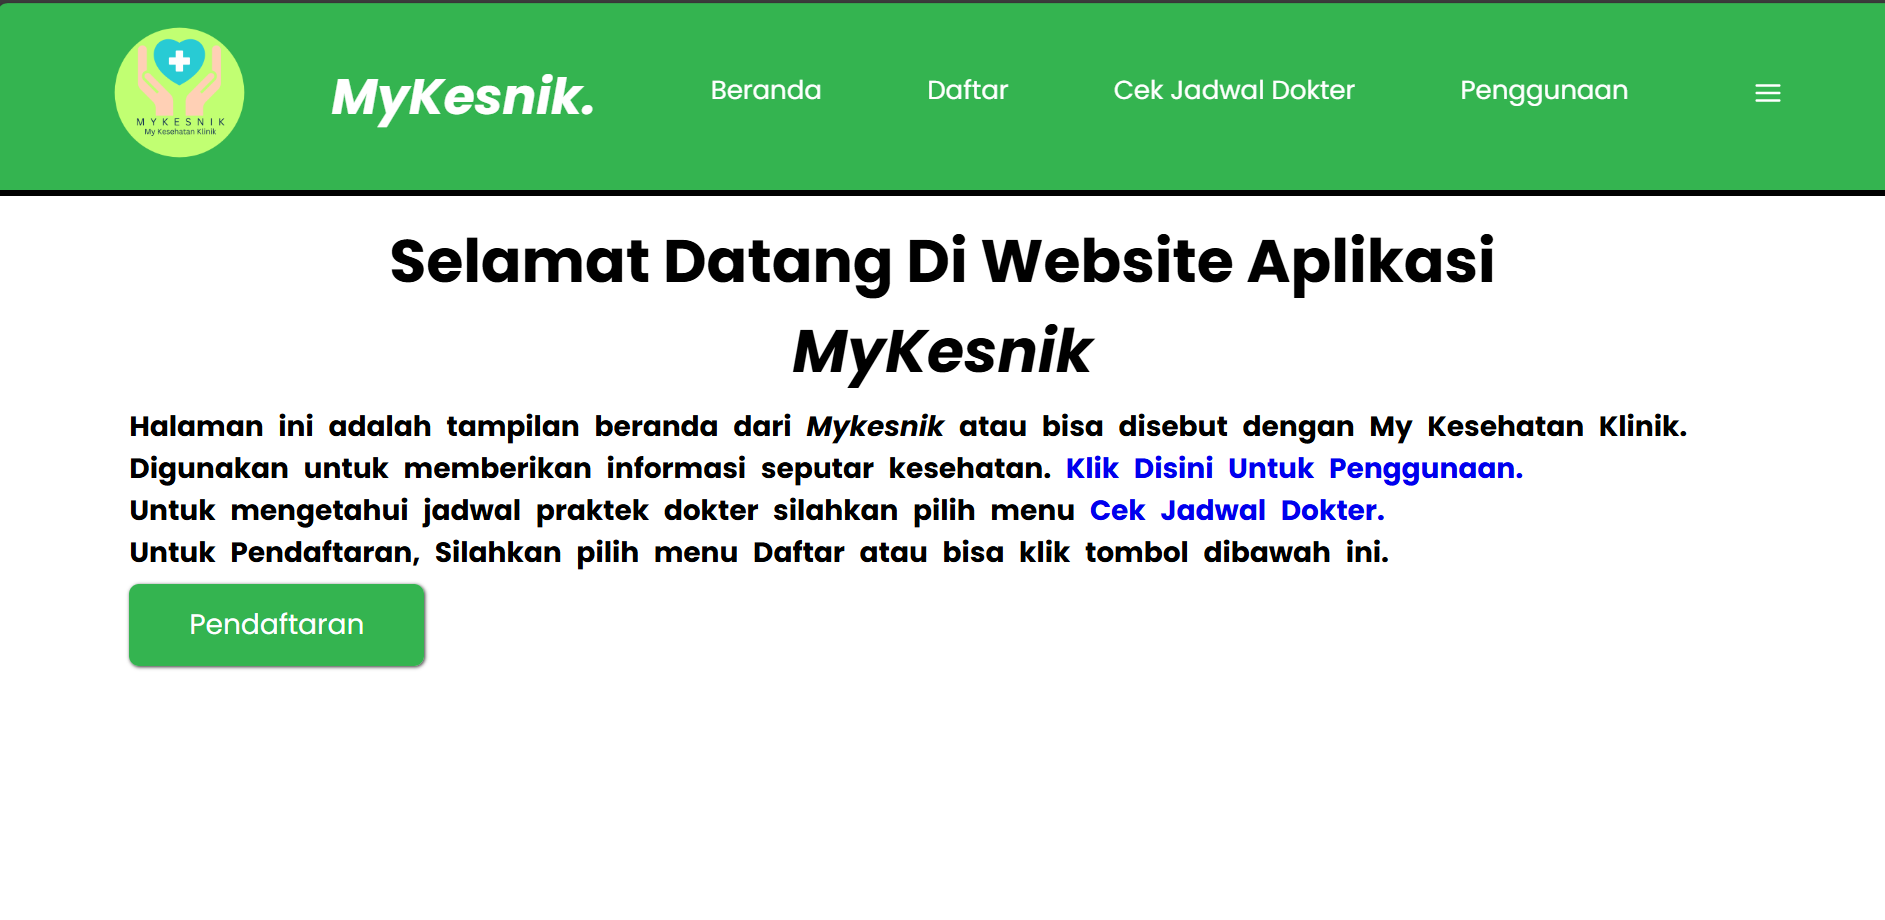 MYKESNIK
My Kesehatan Klinik
MyKesnik.
Beranda
Daftar
Cek Jadwal Dokter
Penggunaan
Selamat Datang Di Website Aplikasi
MyKesnik
Halaman ini adalah tampilan beranda dari Mykesnik atau bisa disebut dengan My Kesehatan Klinik.
Digunakan untuk memberikan informasi seputar kesehatan. Klik Disini Untuk Penggunaan.
Untuk mengetahui jadwal praktek dokter silahkan pilih menu Cek Jadwal Dokter.
Untuk Pendaftaran, Silahkan pilih menu Daftar atau bisa klik tombol dibawah ini.
Pendaftaran